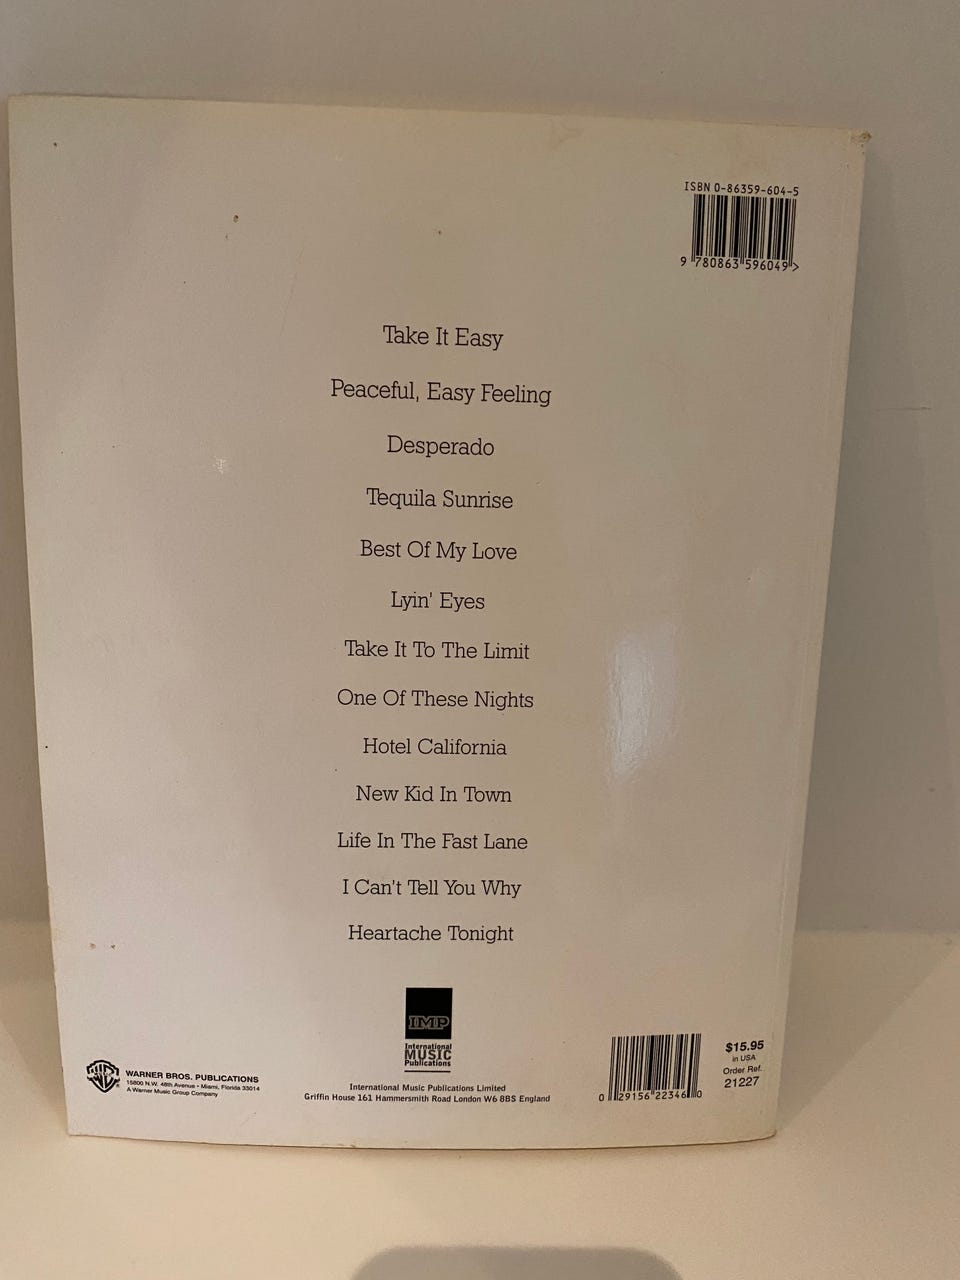 ISBN 0-86359-604-5
9 780863 596049 >
Take It Easy
Peaceful, Easy Feeling
Desperado
Tequila Sunrise
Best Of My Love
Lyin' Eyes
Take It To The Limit
One Of These Nights
Hotel California
New Kid In Town
Life In The Fast Lane
I Can't Tell You Why
Heartache Tonight
IMP
International
MUSIC
Publications
International Music Publications Limited
Griffin House 161 Hammersmith Road London W6 8BS England
WB
WARNER BROS. PUBLICATIONS
15800 N.W. 48th Avenue • Miami, Florida 33014
A Warner Music Group Company
0 29156 22346 0
$15.95
in USA
Order Ref.
21227